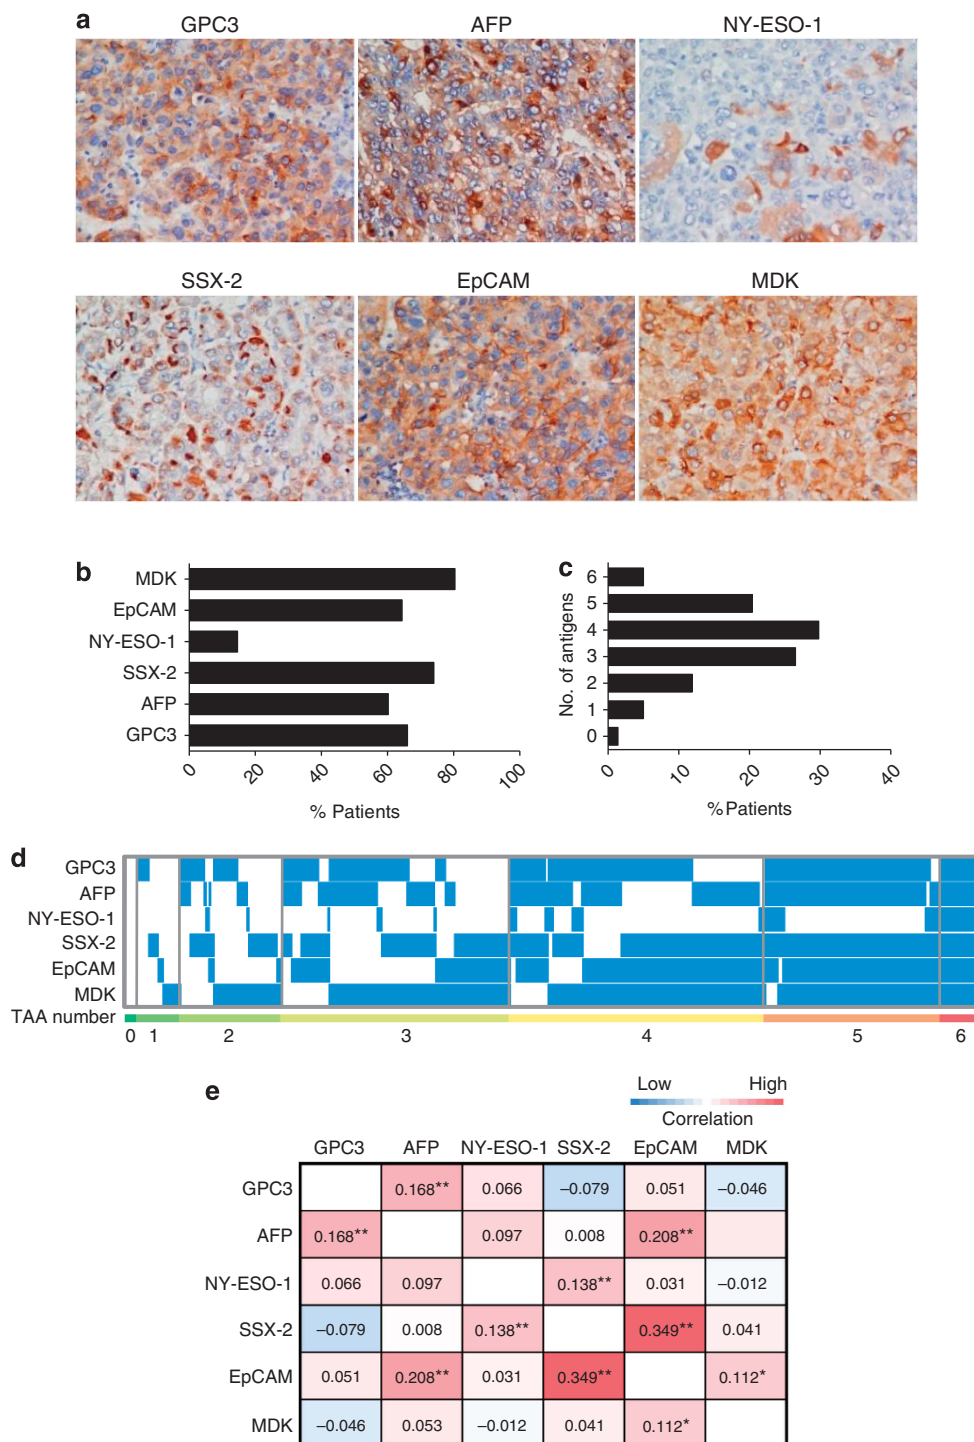 a
GPC3 AFP NY-ESO-1
SSX-2 EpCAM MDK
b
MDK
EpCAM
NY-ESO-1
SSX-2
AFP
GPC3
0 20 40 60 80 100
% Patients
c
No. of antigens
6
5
4
3
2
1
0
0 10 20 30 40
%Patients
d
GPC3
AFP
NY-ESO-1
SSX-2
EpCAM
MDK
TAA number
0 1 2 3 4 5 6
e
Low High
Correlation
GPC3 AFP NY-ESO-1 SSX-2 EpCAM MDK
GPC3 0.168** 0.066 −0.079 0.051 −0.046
AFP 0.168** 0.097 0.008 0.208**
NY-ESO-1 0.066 0.097 0.138** 0.031 −0.012
SSX-2 −0.079 0.008 0.138** 0.349** 0.041
EpCAM 0.051 0.208** 0.031 0.349** 0.112*
MDK −0.046 0.053 −0.012 0.041 0.112*